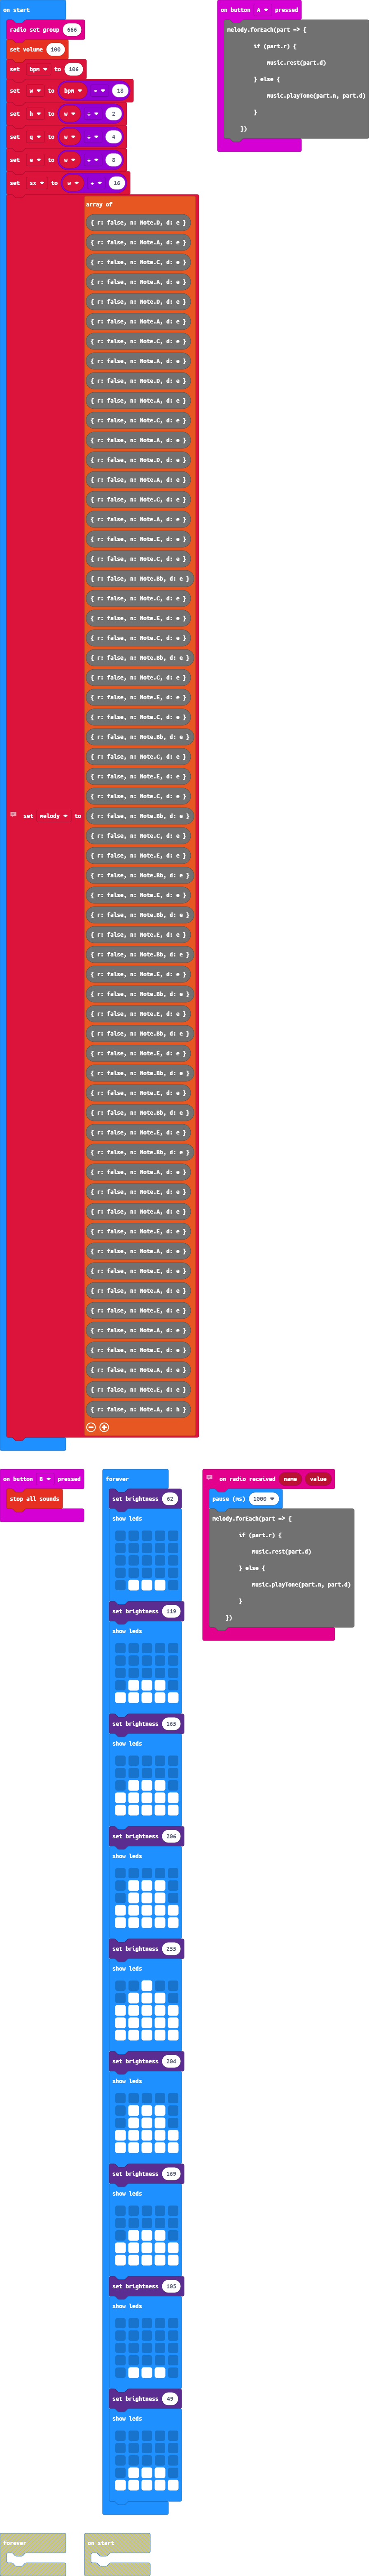 on start
radio set group 666
set volume 100
set bpm to 106
set w to bpm × 18
set h to w ÷ 2
set q to w ÷ 4
set e to w ÷ 8
set sx to w ÷ 16
set melody to
array of
{ r: false, n: Note.D, d: e }
{ r: false, n: Note.A, d: e }
{ r: false, n: Note.C, d: e }
{ r: false, n: Note.A, d: e }
{ r: false, n: Note.D, d: e }
{ r: false, n: Note.A, d: e }
{ r: false, n: Note.C, d: e }
{ r: false, n: Note.A, d: e }
{ r: false, n: Note.D, d: e }
{ r: false, n: Note.A, d: e }
{ r: false, n: Note.C, d: e }
{ r: false, n: Note.A, d: e }
{ r: false, n: Note.D, d: e }
{ r: false, n: Note.A, d: e }
{ r: false, n: Note.C, d: e }
{ r: false, n: Note.A, d: e }
{ r: false, n: Note.E, d: e }
{ r: false, n: Note.C, d: e }
{ r: false, n: Note.Bb, d: e }
{ r: false, n: Note.C, d: e }
{ r: false, n: Note.E, d: e }
{ r: false, n: Note.C, d: e }
{ r: false, n: Note.Bb, d: e }
{ r: false, n: Note.C, d: e }
{ r: false, n: Note.E, d: e }
{ r: false, n: Note.C, d: e }
{ r: false, n: Note.Bb, d: e }
{ r: false, n: Note.C, d: e }
{ r: false, n: Note.E, d: e }
{ r: false, n: Note.C, d: e }
{ r: false, n: Note.Bb, d: e }
{ r: false, n: Note.C, d: e }
{ r: false, n: Note.E, d: e }
{ r: false, n: Note.Bb, d: e }
{ r: false, n: Note.E, d: e }
{ r: false, n: Note.Bb, d: e }
{ r: false, n: Note.E, d: e }
{ r: false, n: Note.Bb, d: e }
{ r: false, n: Note.E, d: e }
{ r: false, n: Note.Bb, d: e }
{ r: false, n: Note.E, d: e }
{ r: false, n: Note.Bb, d: e }
{ r: false, n: Note.E, d: e }
{ r: false, n: Note.Bb, d: e }
{ r: false, n: Note.E, d: e }
{ r: false, n: Note.Bb, d: e }
{ r: false, n: Note.E, d: e }
{ r: false, n: Note.Bb, d: e }
{ r: false, n: Note.A, d: e }
{ r: false, n: Note.E, d: e }
{ r: false, n: Note.A, d: e }
{ r: false, n: Note.E, d: e }
{ r: false, n: Note.A, d: e }
{ r: false, n: Note.E, d: e }
{ r: false, n: Note.A, d: e }
{ r: false, n: Note.E, d: e }
{ r: false, n: Note.A, d: e }
{ r: false, n: Note.E, d: e }
{ r: false, n: Note.A, d: e }
{ r: false, n: Note.E, d: e }
{ r: false, n: Note.A, d: h }
on button A pressed
melody.forEach(part => {
if (part.r) {
music.rest(part.d)
} else {
music.playTone(part.n, part.d)
}
})
on button B pressed
stop all sounds
forever
set brightness 62
show leds
set brightness 119
show leds
set brightness 165
show leds
set brightness 206
show leds
set brightness 255
show leds
set brightness 204
show leds
set brightness 169
show leds
set brightness 105
show leds
set brightness 49
show leds
on radio received name value
pause (ms) 1000
melody.forEach(part => {
if (part.r) {
music.rest(part.d)
} else {
music.playTone(part.n, part.d)
}
})
forever
on start